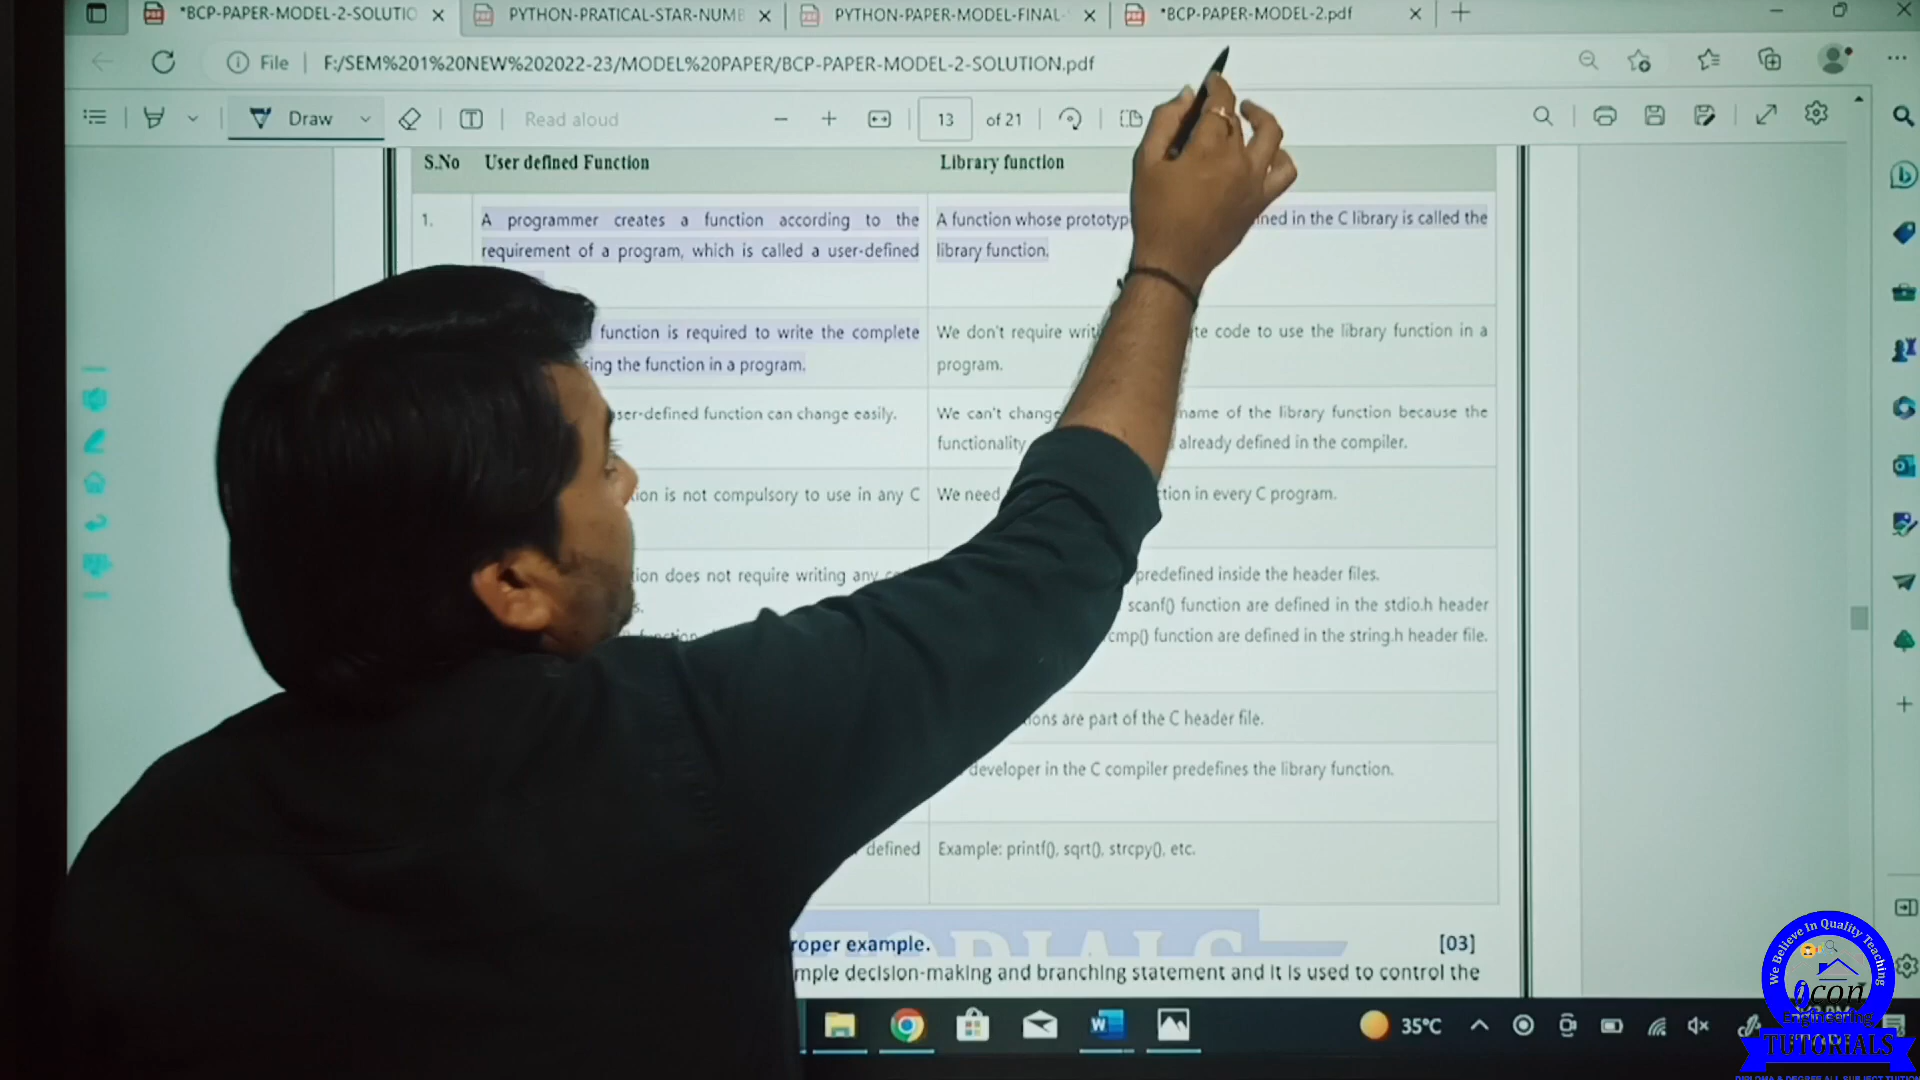 *BCP-PAPER-MODEL-2-SOLUTIO
PYTHON-PRATICAL-STAR-NUMB
PYTHON-PAPER-MODEL-FINAL-
*BCP-PAPER-MODEL-2.pdf
File
F:/SEM%201%20NEW%202022-23/MODEL%20PAPER/BCP-PAPER-MODEL-2-SOLUTION.pdf
Draw
Read aloud
13
of 21
S.No User defined Function Library function
1. A programmer creates a function according to the
requirement of a program, which is called a user-defined
A function whose prototyp ned in the C library is called the
library function.
function is required to write the complete
ing the function in a program.
We don't require writ te code to use the library function in a
program.
ser-defined function can change easily.
We can't change name of the library function because the
functionality already defined in the compiler.
ion is not compulsory to use in any C
We need tion in every C program.
ion does not require writing any
s.
predefined inside the header files.
scanf() function are defined in the stdio.h header
cmp() function are defined in the string.h header file.
ons are part of the C header file.
developer in the C compiler predefines the library function.
defined
Example: printf(), sqrt(), strcpy(), etc.
roper example. [03]
mple decision-making and branching statement and it is used to control the
35°C
We Believe In Quality Teaching
icon
Engineering
TUTORIALS